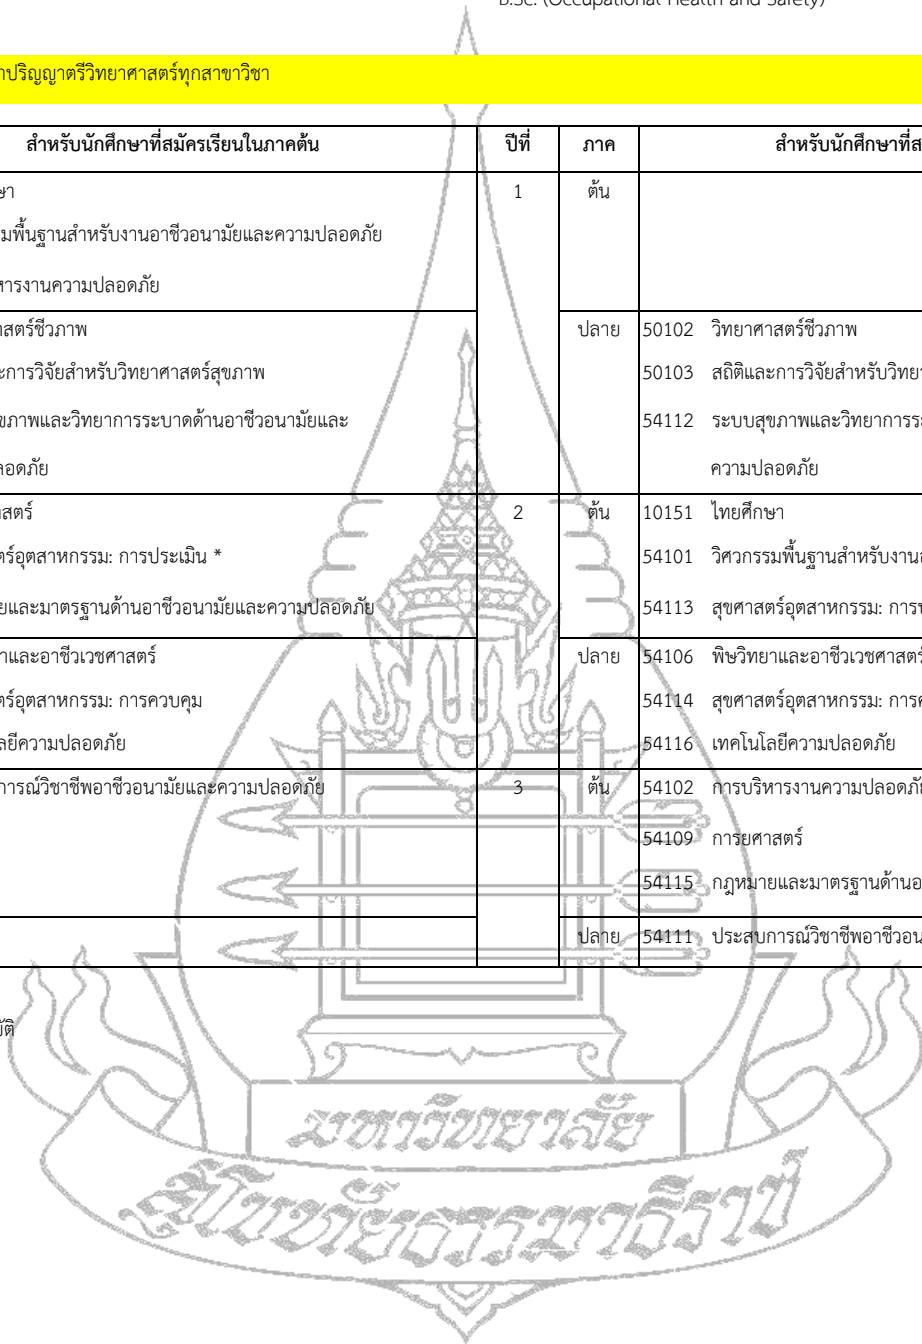 B.Sc. (Occupational Health and Safety)
ปริญญาตรีวิทยาศาสตร์ทุกสาขาวิชา
สำหรับนักศึกษาที่สมัครเรียนในภาคต้น ปีที่ ภาค สำหรับนักศึกษาที่ส
ษา 1 ต้น
มพื้นฐานสำหรับงานอาชีวอนามัยและความปลอดภัย
หารงานความปลอดภัย
าสตร์ชีวภาพ ปลาย 50102 วิทยาศาสตร์ชีวภาพ
ะการวิจัยสำหรับวิทยาศาสตร์สุขภาพ 50103 สถิติและการวิจัยสำหรับวิทย
ขภาพและวิทยาการระบาดด้านอาชีวอนามัยและ 54112 ระบบสุขภาพและวิทยาการระ
ลอดภัย ความปลอดภัย
าสตร์ 2 ต้น 10151 ไทยศึกษา
ตร์อุตสาหกรรม: การประเมิน * 54101 วิศวกรรมพื้นฐานสำหรับงาน
ยและมาตรฐานด้านอาชีวอนามัยและความปลอดภัย 54113 สุขศาสตร์อุตสาหกรรม: การ
าและอาชีวเวชศาสตร์ ปลาย 54106 พิษวิทยาและอาชีวเวชศาสตร์
ตร์อุตสาหกรรม: การควบคุม 54114 สุขศาสตร์อุตสาหกรรม: การ
ลยีความปลอดภัย 54116 เทคโนโลยีความปลอดภัย
การณ์วิชาชีพอาชีวอนามัยและความปลอดภัย 3 ต้น 54102 การบริหารงานความปลอดภัย
54109 การยศาสตร์
54115 กฎหมายและมาตรฐานด้านอ
ปลาย 54111 ประสบการณ์วิชาชีพอาชีวอน
ัติ
มหาวิทยาลัย
สุโขทัยธรรมาธิราช